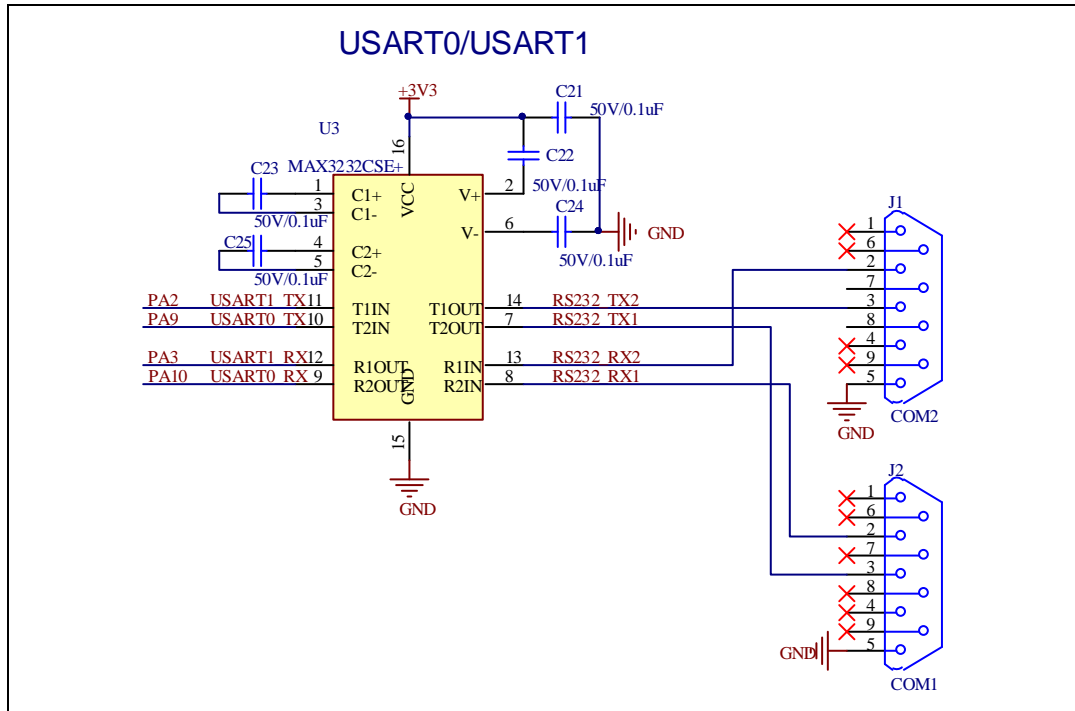 USART0/USART1
+3V3
C21
50V/0.1uF
U3
16
C22
C23
MAX3232CSE+
VCC
1
C1+
V+
2
50V/0.1uF
3
C1-
50V/0.1uF
C24
V-
6
GND
C25
4
C2+
50V/0.1uF
5
C2-
50V/0.1uF
PA2
USART1_TX
11
T1IN
T1OUT
14
RS232_TX2
PA9
USART0_TX
10
T2IN
T2OUT
7
RS232_TX1
PA3
USART1_RX
12
R1OUT
R1IN
13
RS232_RX2
PA10
USART0_RX
9
R2OUT
R2IN
8
RS232_RX1
GND
15
GND
J1
1
6
2
7
3
8
4
9
5
GND
COM2
J2
1
6
2
7
3
8
4
9
5
GND
COM1